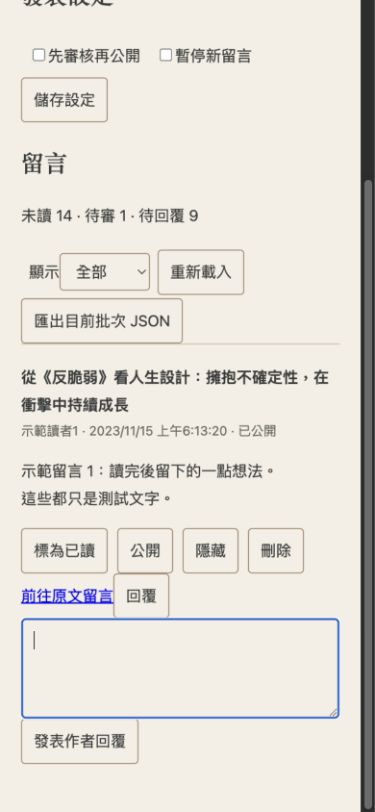 發表設定
先審核再公開 暫停新留言
儲存設定
留言
未讀 14 · 待審 1 · 待回覆 9
顯示 全部 重新載入
匯出目前批次 JSON
從《反脆弱》看人生設計：擁抱不確定性，在
衝擊中持續成長
示範讀者1 · 2023/11/15 上午6:13:20 · 已公開
示範留言 1：讀完後留下的一點想法。
這些都只是測試文字。
標為已讀 公開 隱藏 刪除
前往原文留言 回覆
發表作者回覆